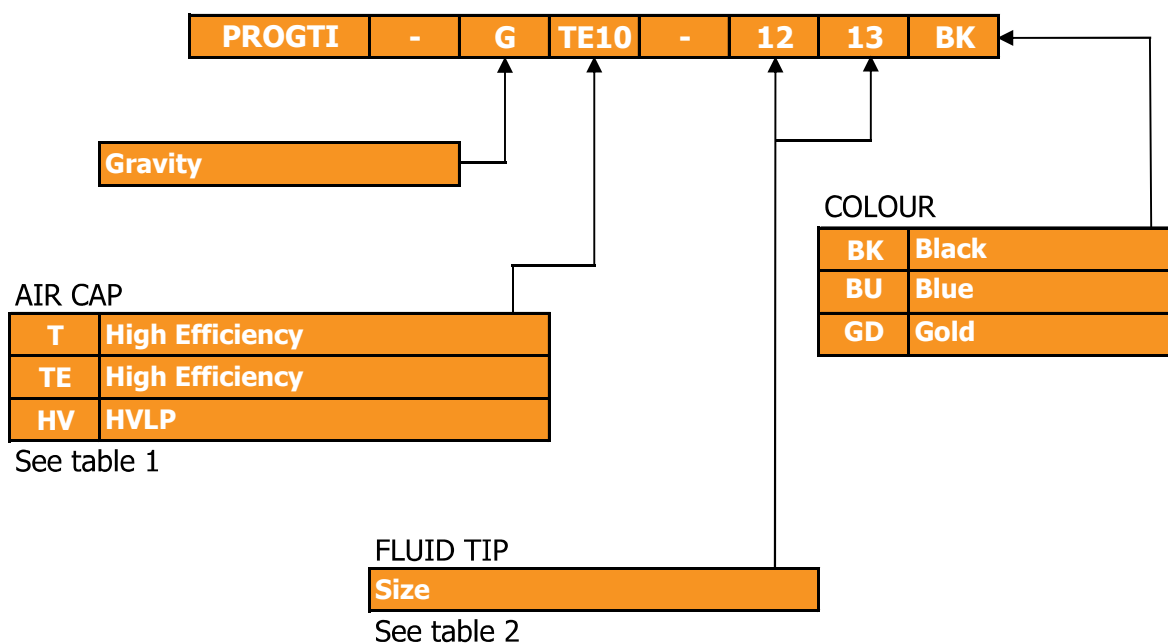 PROGTI - G TE10 - 12 13 BK
Gravity
COLOUR
BK Black
BU Blue
GD Gold
AIR CAP
T High Efficiency
TE High Efficiency
HV HVLP
See table 1
FLUID TIP
Size
See table 2